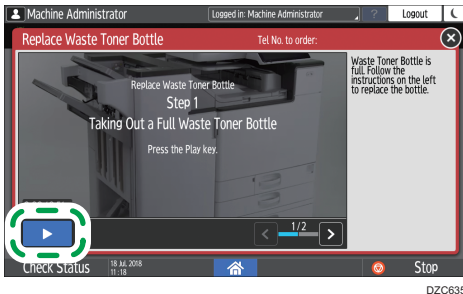 Machine Administrator
Logged in: Machine Administrator
?
Logout
Replace Waste Toner Bottle
Tel No. to order:
Replace Waste Toner Bottle
Step 1
Taking Out a Full Waste Toner Bottle
Press the Play key.
Waste Toner Bottle is
full. Follow the
instructions on the left
to replace the bottle.
1/2
Check Status
18 Jul. 2018
11:18
Stop
DZC635